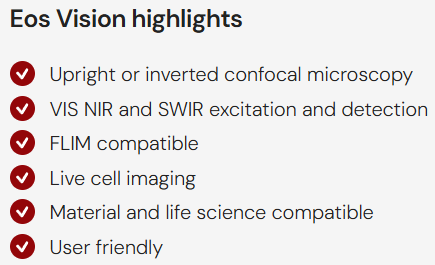 Eos Vision highlights
Upright or inverted confocal microscopy
VIS NIR and SWIR excitation and detection
FLIM compatible
Live cell imaging
Material and life science compatible
User friendly